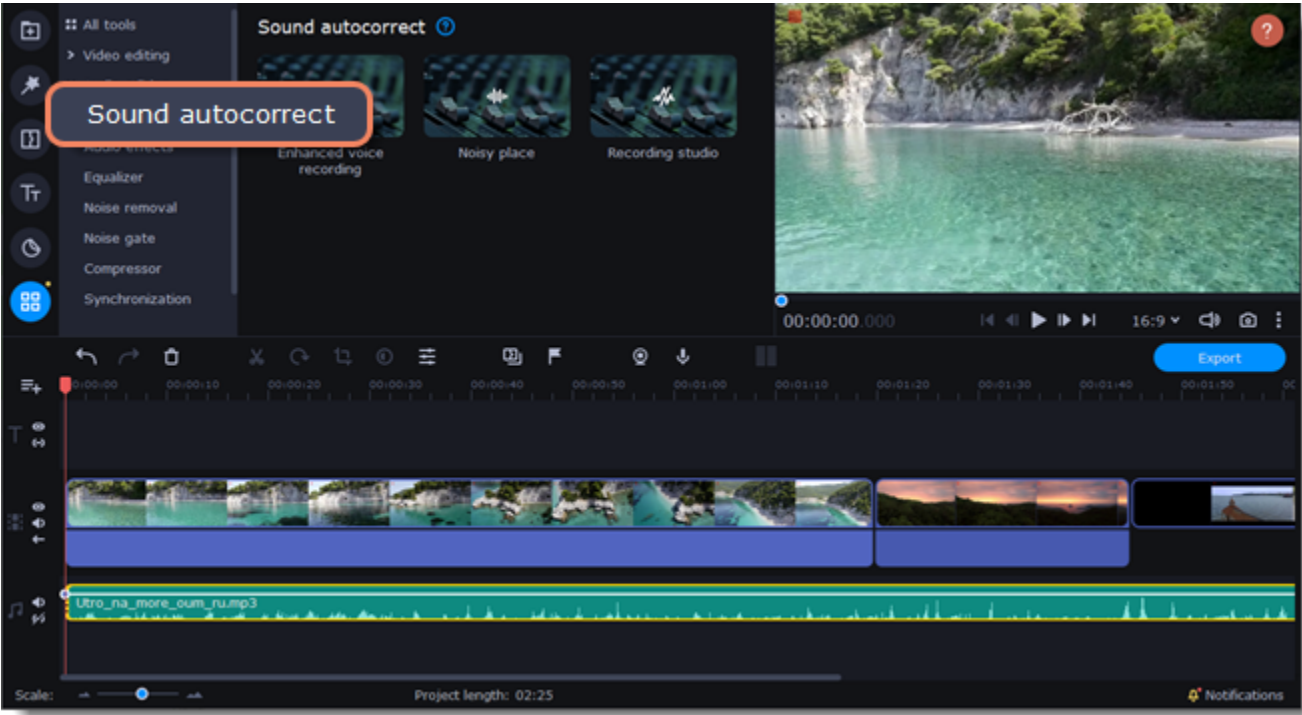 All tools
Video editing
Sound autocorrect
Audio effects
Equalizer
Noise removal
Noise gate
Compressor
Synchronization
Sound autocorrect ?
Enhanced voice
recording
Noisy place
Recording studio
?
Tт
00:00:00.000
16:9
Export
0:00:00 00:00:10 00:00:20 00:00:30 00:00:40 00:00:50 00:01:00 00:01:10 00:01:20 00:01:30 00:01:40 00:01:50 00
T
Utro_na_more_oum_ru.mp3
Scale:
Project length: 02:25
Notifications